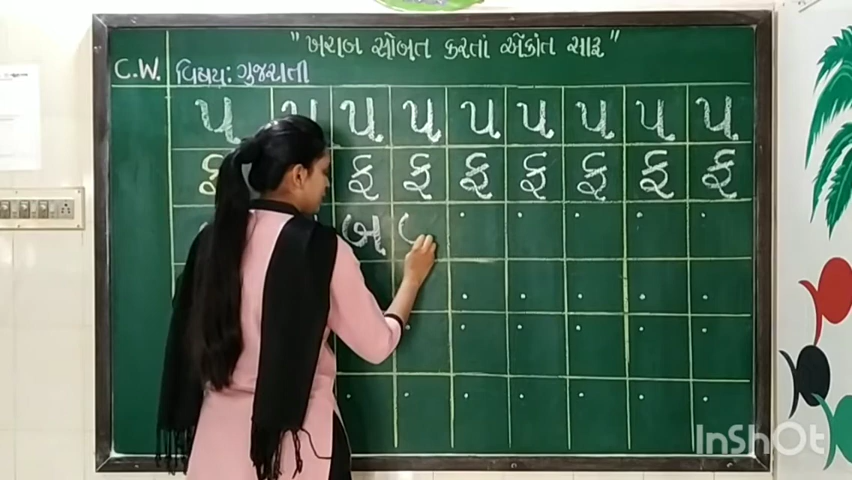 "ખરાબ સોબત કરતાં એકાંત સારૂ"
C.W. વિષય: ગુજરાતી
પ પ પ પ પ પ પ પ પ
ફ ફ ફ ફ ફ ફ ફ ફ
બ
InShOt